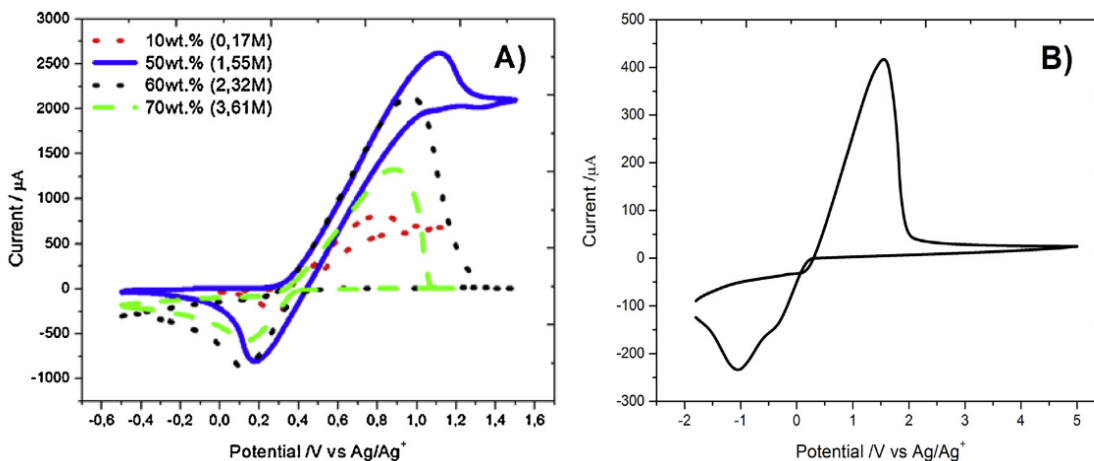 A)
10wt.% (0,17M)
50wt.% (1,55M)
60wt.% (2,32M)
70wt.% (3,61M)
3000
2500
2000
1500
1000
500
0
-500
-1000
Current / µA
-0,6 -0,4 -0,2 0,0 0,2 0,4 0,6 0,8 1,0 1,2 1,4 1,6
Potential /V vs Ag/Ag+
B)
500
400
300
200
100
0
-100
-200
-300
Current /µA
-2 -1 0 1 2 3 4 5
Potential /V vs Ag/Ag+